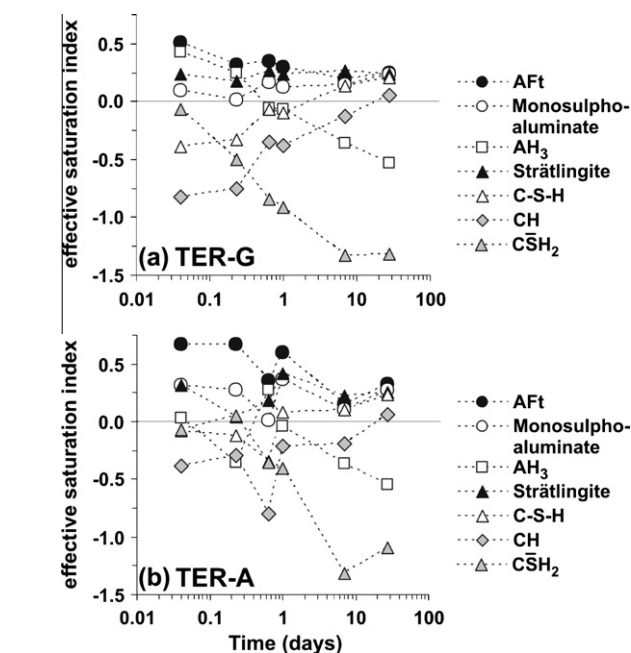 effective saturation index
0.5
0.0
-0.5
-1.0
-1.5
(a) TER-G
0.01
0.1
1
10
100
AFt
Monosulpho-
aluminate
AH₃
Strätlingite
C-S-H
CH
CS̅H₂
effective saturation index
0.5
0.0
-0.5
-1.0
-1.5
(b) TER-A
0.01
0.1
1
10
100
Time (days)
AFt
Monosulpho-
aluminate
AH₃
Strätlingite
C-S-H
CH
CS̅H₂